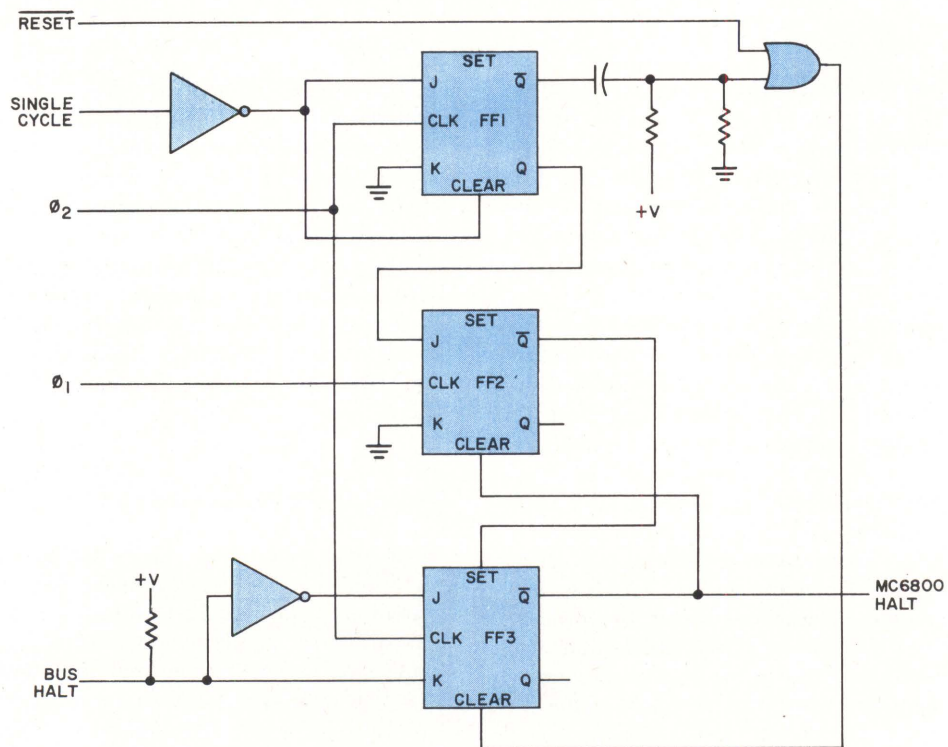 RESET
SINGLE
CYCLE
Ø2
SET
J
Q
CLK FF1
K
Q
CLEAR
+V
Ø1
SET
J
Q
CLK FF2
K
Q
CLEAR
+V
BUS
HALT
SET
J
Q
CLK FF3
K
Q
CLEAR
MC6800
HALT